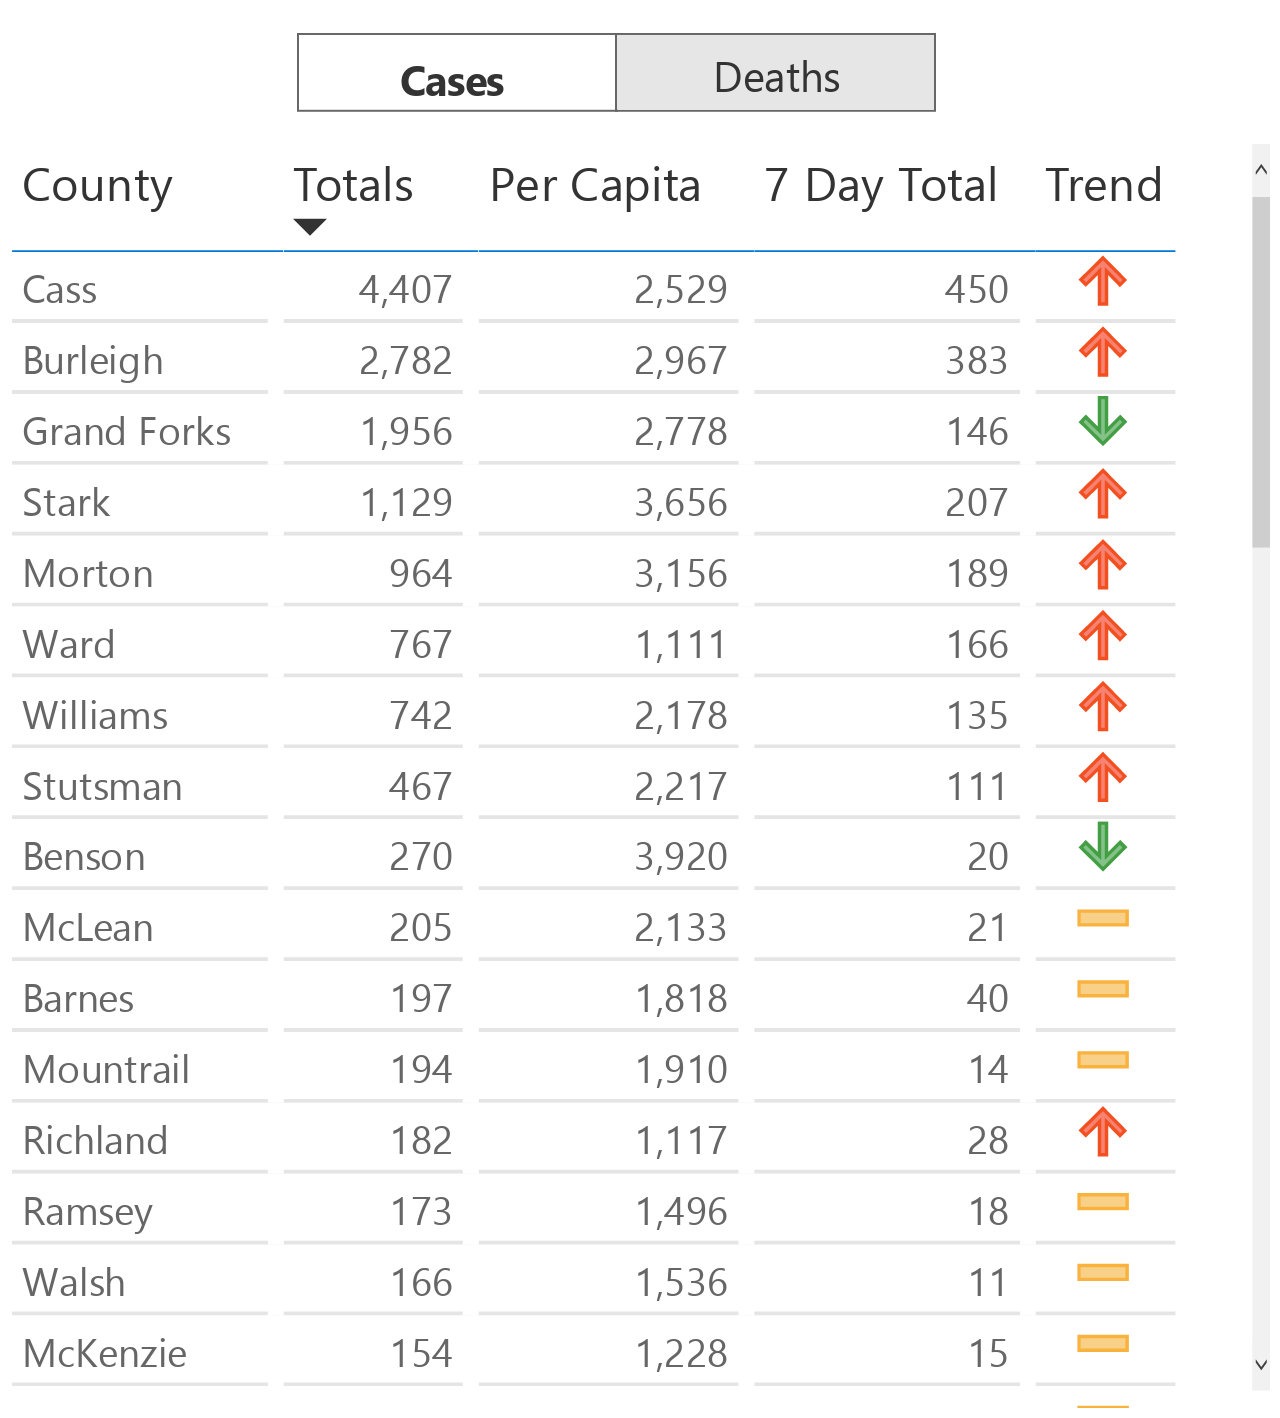 Cases Deaths
County Totals Per Capita 7 Day Total Trend
Cass 4,407 2,529 450
Burleigh 2,782 2,967 383
Grand Forks 1,956 2,778 146
Stark 1,129 3,656 207
Morton 964 3,156 189
Ward 767 1,111 166
Williams 742 2,178 135
Stutsman 467 2,217 111
Benson 270 3,920 20
McLean 205 2,133 21
Barnes 197 1,818 40
Mountrail 194 1,910 14
Richland 182 1,117 28
Ramsey 173 1,496 18
Walsh 166 1,536 11
McKenzie 154 1,228 15